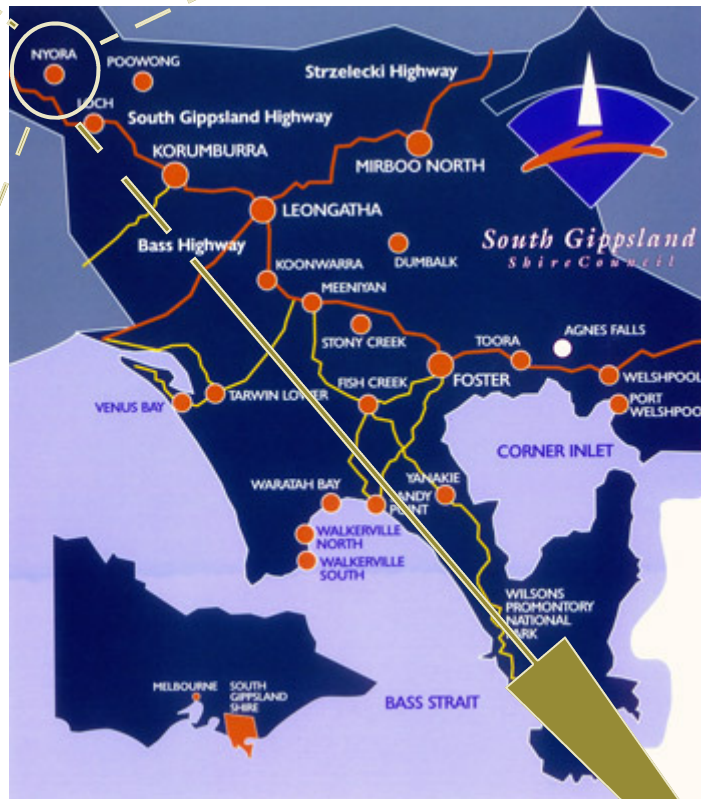 NYORA
POOWONG
Strzelecki Highway
LOCH
South Gippsland Highway
KORUMBURRA
MIRBOO NORTH
LEONGATHA
South Gippsland
Shire Council
Bass Highway
DUMBALK
KOONWARRA
MEENIYAN
AGNES FALLS
STONY CREEK
TOORA
FISH CREEK
FOSTER
WELSHPOOL
TARWIN LOWER
VENUS BAY
PORT
WELSHPOO
CORNER INLET
WARATAH BAY
YANAKIE
POINT
WALKERVILLE
NORTH
WALKERVILLE
SOUTH
WILSONS
PROMONTORY
NATIONAL
PARK
MELBOURNE
SOUTH
GIPPSLAND
SHIRE
BASS STRAIT